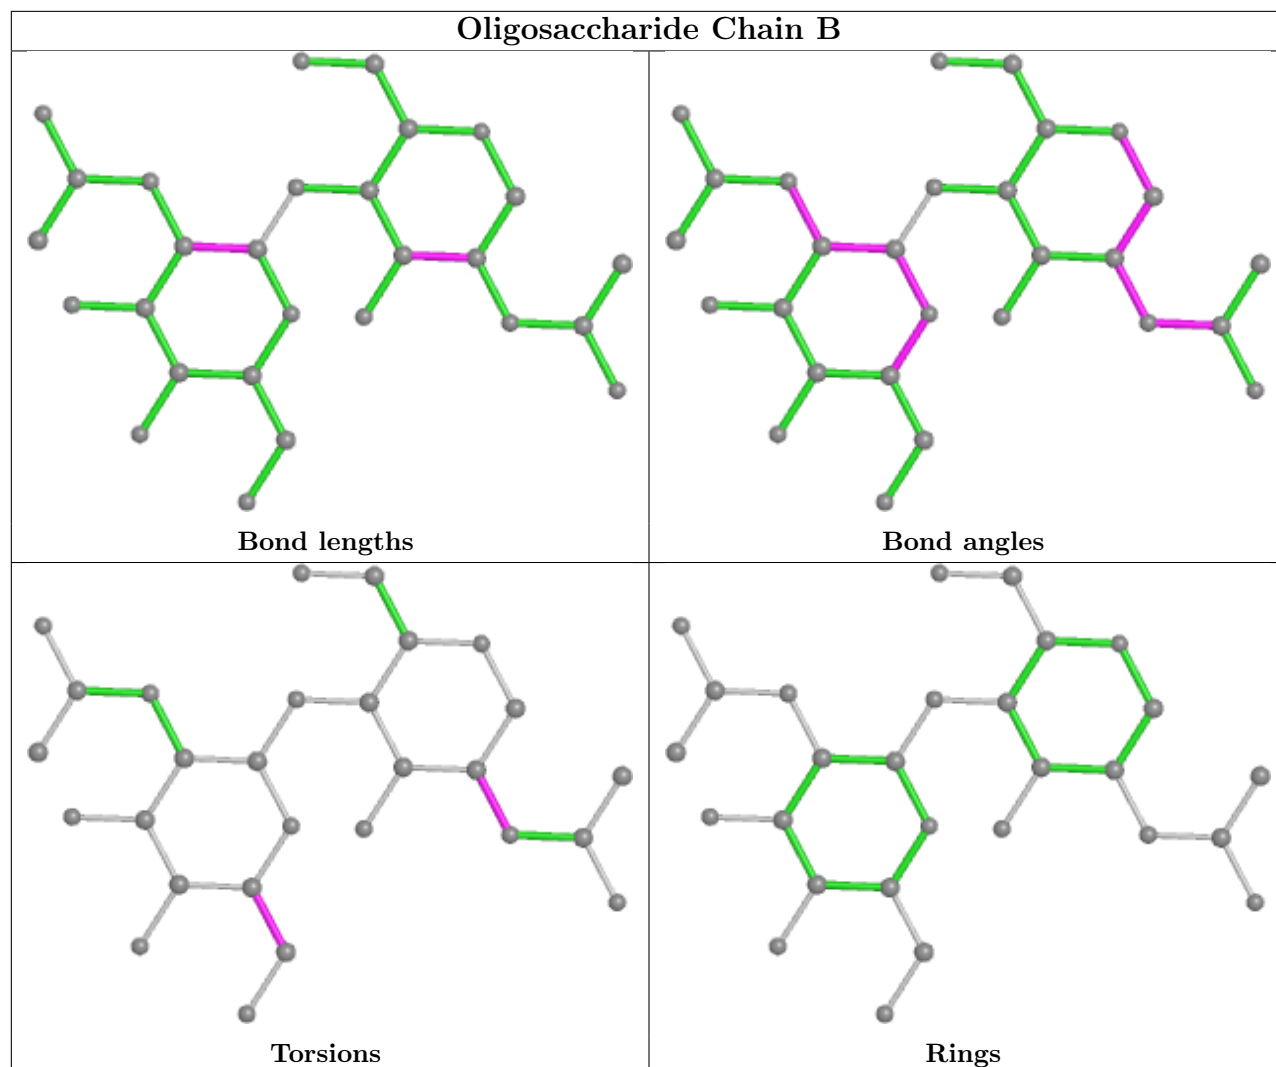 Oligosaccharide Chain B
Bond lengths
Bond angles
Torsions
Rings